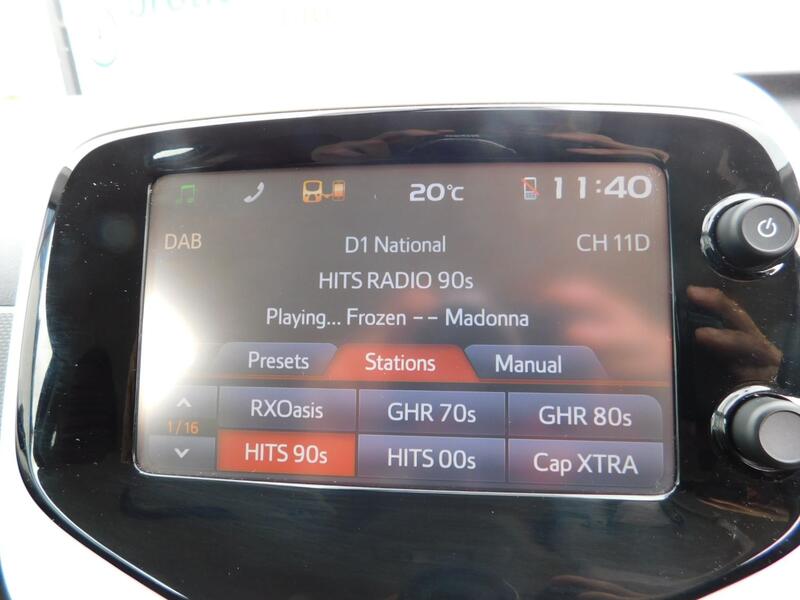 20°C 11:40
DAB D1 National CH 11D
HITS RADIO 90s
Playing... Frozen -- Madonna
Presets Stations Manual
RXOasis GHR 70s GHR 80s
1/16
HITS 90s HITS 00s Cap XTRA